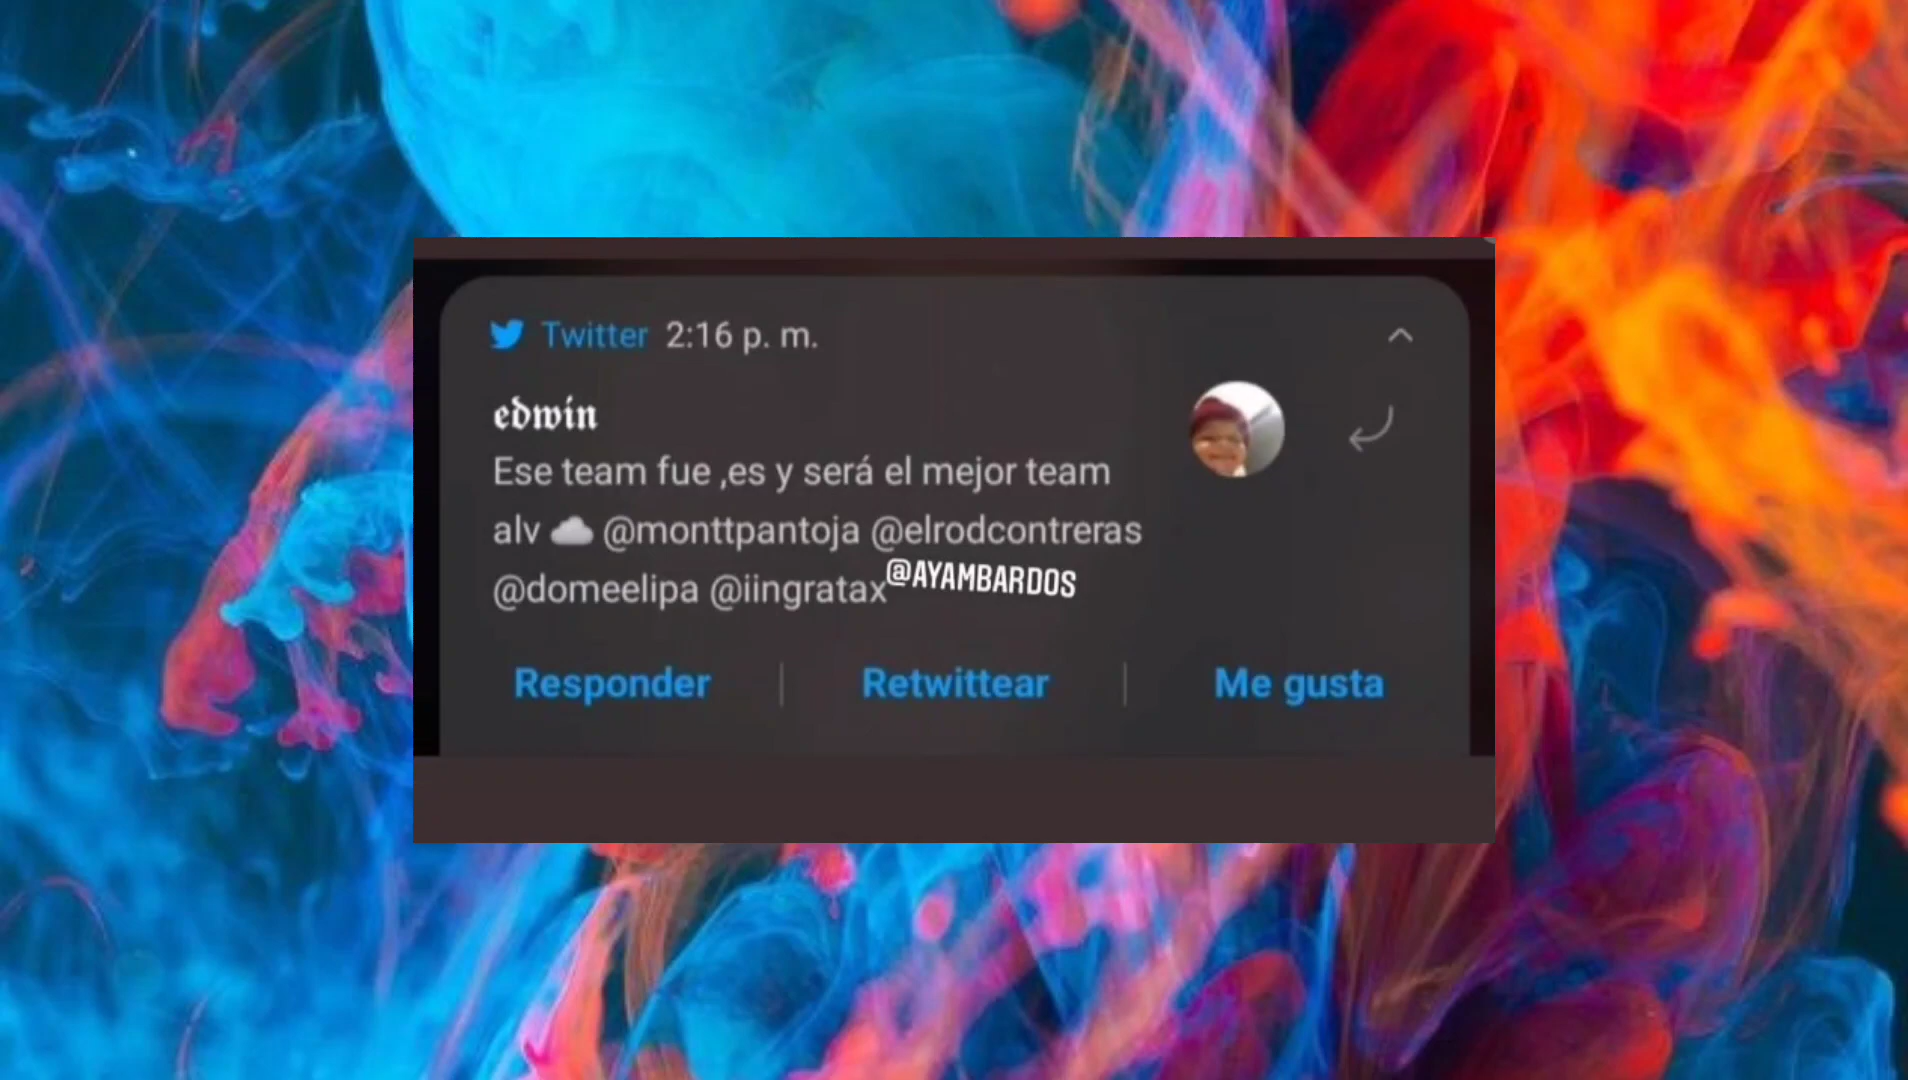 Twitter 2:16 p. m.
𝖊𝖉𝖜𝖎𝖓
Ese team fue ,es y será el mejor team
alv ☁️ @monttpantoja @elrodcontreras
@domeelipa @iingratax @AYAMBARDOS
Responder | Retwittear | Me gusta